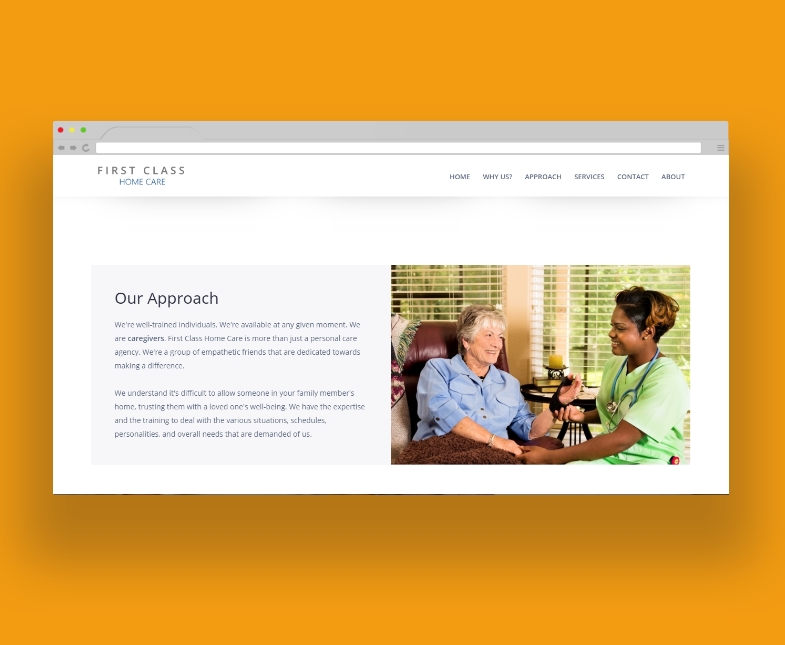 FIRST CLASS
HOME CARE
HOME WHY US? APPROACH SERVICES CONTACT ABOUT
Our Approach
We're well-trained individuals. We're available at any given moment. We
are caregivers. First Class Home Care is more than just a personal care
agency. We're a group of empathetic friends that are dedicated towards
making a difference.
We understand it's difficult to allow someone in your family member's
home, trusting them with a loved one's well-being. We have the expertise
and the training to deal with the various situations, schedules,
personalities, and overall needs that are demanded of us.